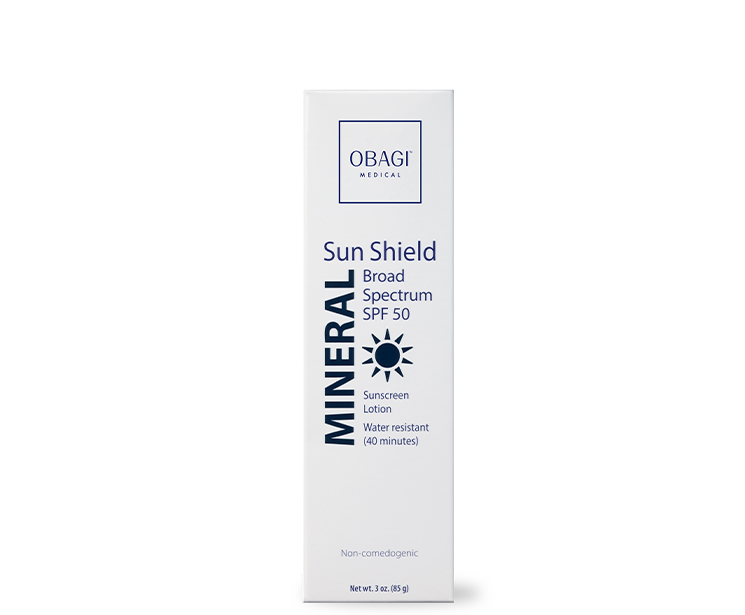 OBAGI™
MEDICAL
Sun Shield
MINERAL
Broad
Spectrum
SPF 50
Sunscreen
Lotion
Water resistant
(40 minutes)
Non-comedogenic
Net wt. 3 oz. (85 g)